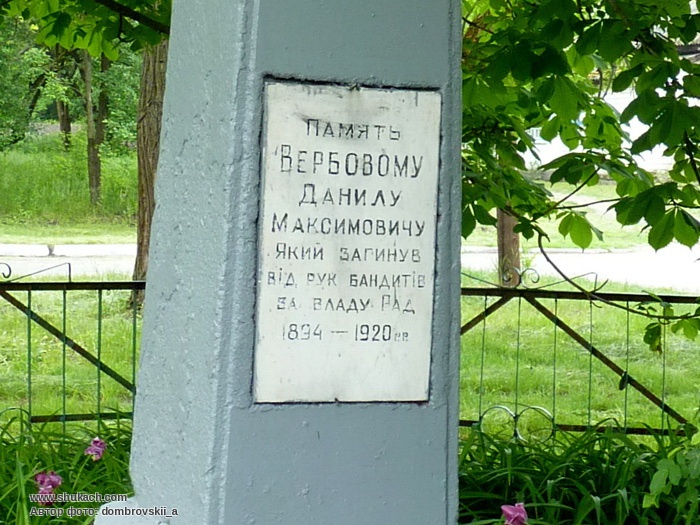 ПАМЯТЬ
ВЕРБОВОМУ
ДАНИЛУ
МАКСИМОВИЧУ
ЯКИЙ ЗАГИНУВ
ВІД РУК БАНДИТІВ
ЗА ВЛАДУ РАД
1894 — 1920 рр
www.shukach.com
Автор фото: dombrovskii_a